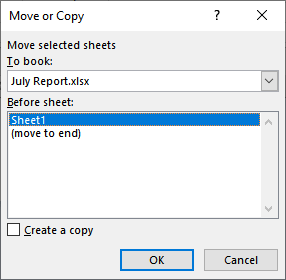 Move or Copy
Move selected sheets
To book:
July Report.xlsx
Before sheet:
Sheet1
(move to end)
Create a copy
OK
Cancel